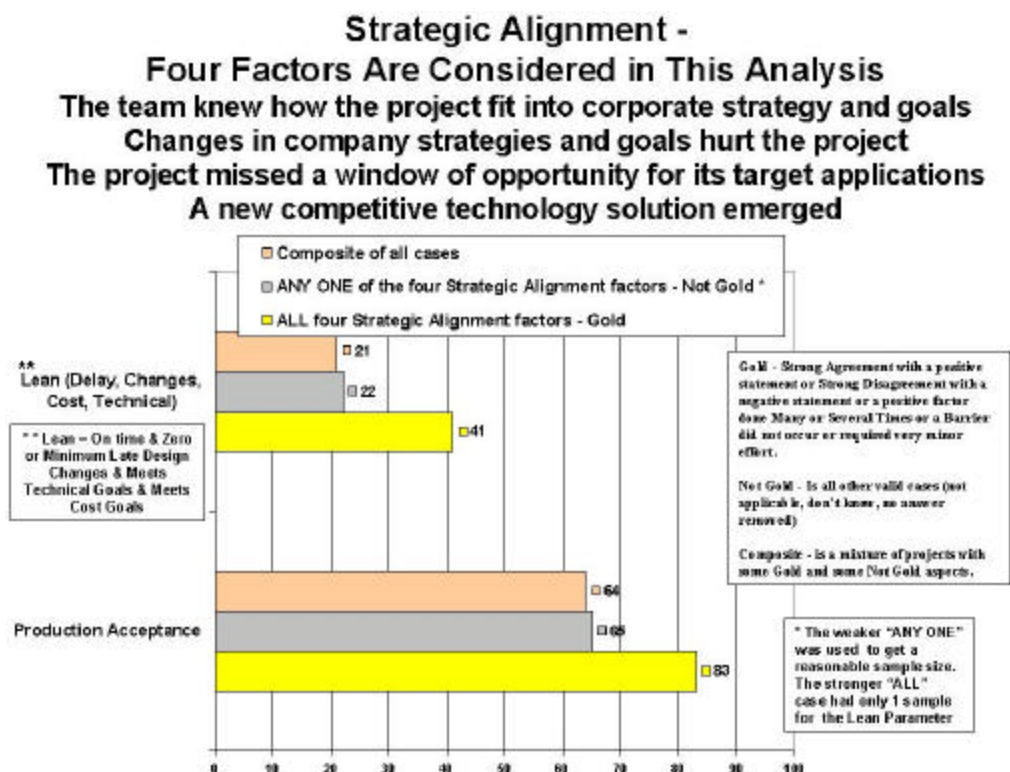 Strategic Alignment -
Four Factors Are Considered in This Analysis
The team knew how the project fit into corporate strategy and goals
Changes in company strategies and goals hurt the project
The project missed a window of opportunity for its target applications
A new competitive technology solution emerged
Composite of all cases
ANY ONE of the four Strategic Alignment factors - Not Gold *
ALL four Strategic Alignment factors - Gold
**
Lean (Delay, Changes,
Cost, Technical)
21
22
41
** Lean = On time & Zero
or Minimum Late Design
Changes & Meets
Technical Goals & Meets
Cost Goals
Gold - Strong Agreement with a positive
statement or Strong Disagreement with a
negative statement or a positive factor
done Many or Several Times or a Barrier
did not occur or required very minor
effort.
Not Gold - Is all other valid cases (not
applicable, don't know, no answer
removed)
Composite - is a mixture of projects with
some Gold and some Not Gold aspects.
Production Acceptance
64
65
83
* The weaker "ANY ONE"
was used to get a
reasonable sample size.
The stronger "ALL"
case had only 1 sample
for the Lean Parameter
0 10 20 30 40 50 60 70 80 90 100